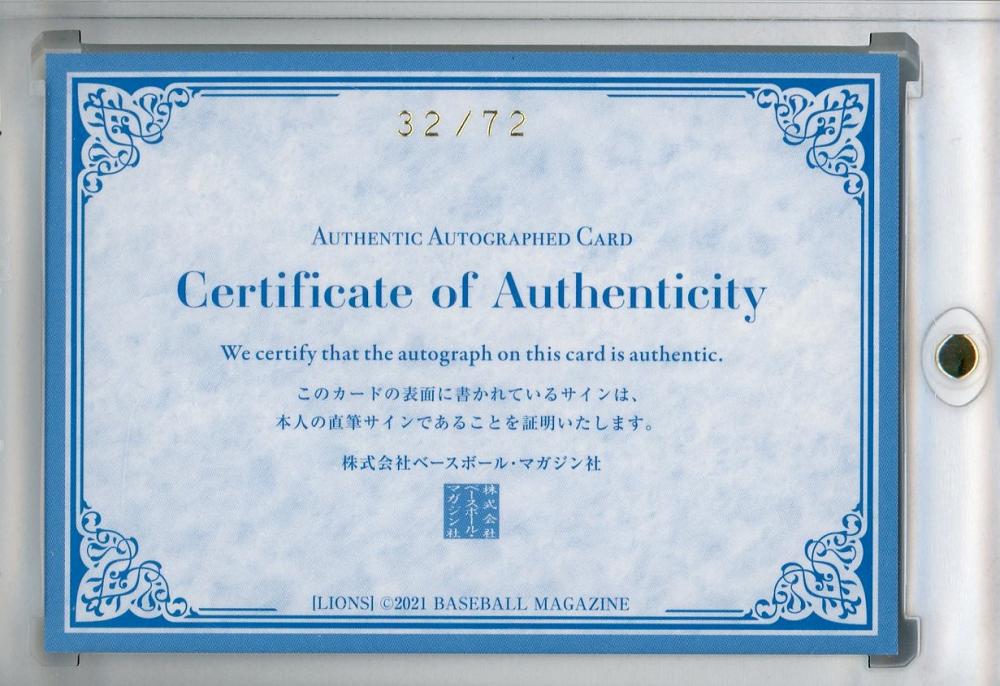 32/72
AUTHENTIC AUTOGRAPHED CARD
Certificate of Authenticity
We certify that the autograph on this card is authentic.
このカードの表面に書かれているサインは、
本人の直筆サインであることを証明いたします。
株式会社ベースボール・マガジン社
株式会社
ベースボール・
マガジン社
[LIONS] ©2021 BASEBALL MAGAZINE